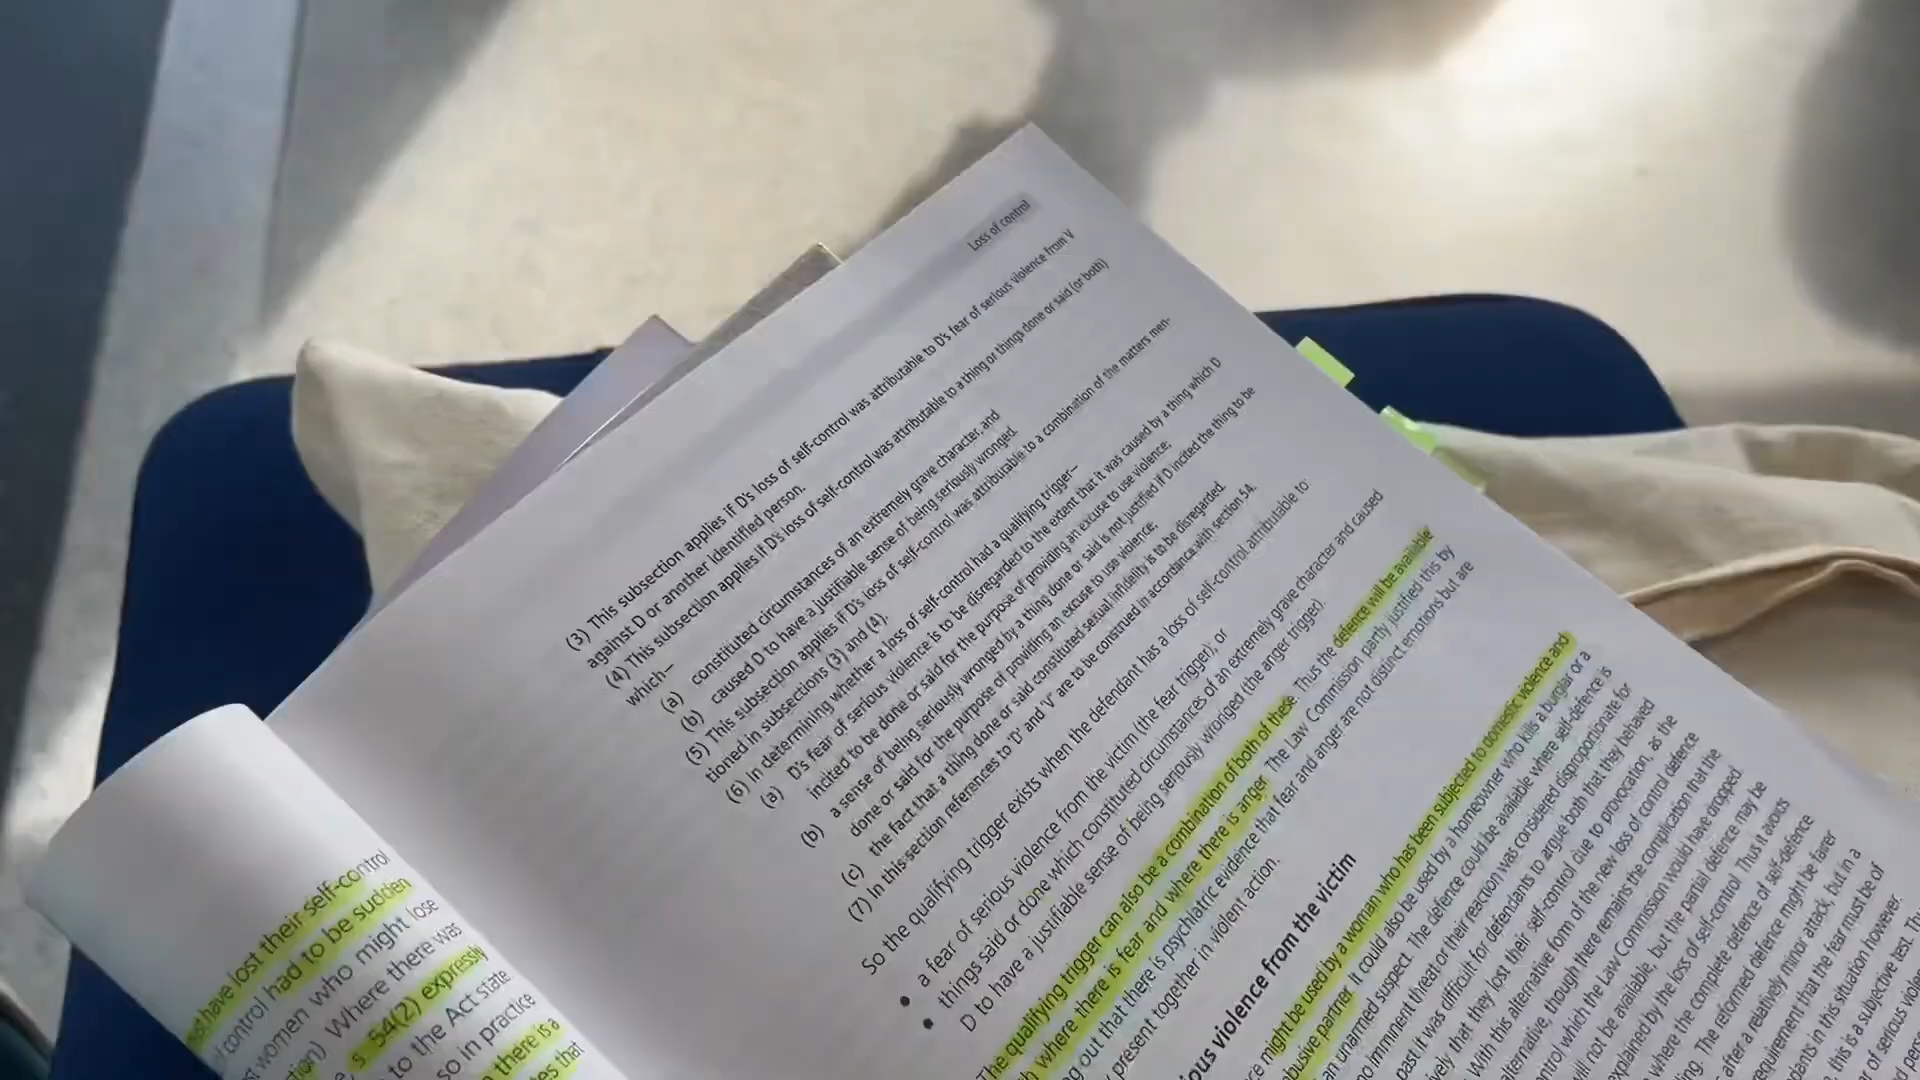 Loss of control
(3) This subsection applies if D's loss of self-control was attributable to D's fear of serious violence from V
against D or another identified person.
(4) This subsection applies if D's loss of self-control was attributable to a thing or things done or said (or both)
which—
(a) constituted circumstances of an extremely grave character, and
(b) caused D to have a justifiable sense of being seriously wronged.
(5) This subsection applies if D's loss of self-control was attributable to a combination of the matters men-
tioned in subsections (3) and (4).
(6) In determining whether a loss of self-control had a qualifying trigger—
(a) D's fear of serious violence is to be disregarded to the extent that it was caused by a thing which D
incited to be done or said for the purpose of providing an excuse to use violence;
(b) a sense of being seriously wronged by a thing done or said is not justified if D incited the thing to be
done or said for the purpose of providing an excuse to use violence;
(c) the fact that a thing done or said constituted sexual infidelity is to be disregarded.
(7) In this section references to 'D' and 'V' are to be construed in accordance with section 54.
So the qualifying trigger exists when the defendant has a loss of self-control attributable to:
• a fear of serious violence from the victim (the fear trigger); or
• things said or done which constituted circumstances of an extremely grave character and caused
D to have a justifiable sense of being seriously wronged (the anger trigger).
The qualifying trigger can also be a combination of both of these. Thus the defence will be available
where there is fear and where there is anger. The Law Commission partly justified this by
out that there is psychiatric evidence that fear and anger are not distinct emotions but are
present together in violent action.
violence from the victim
might be used by a woman who has been subjected to domestic violence and
partner. It could also be used by a homeowner who kills a burglar or a
an unarmed suspect. The defence could be available where self-defence is
no imminent threat or their reaction was considered disproportionate for
past it was difficult for defendants to argue both that they behaved
that they lost their self-control due to provocation, as the
With this alternative form of the new loss of control defence
alternative, though there remains the complication that the
control which the Law Commission would have dropped.
will not be available, but the partial defence may be
explained by the loss of self-control. Thus it avoids
where the complete defence of self-defence
The reformed defence might be fairer
after a relatively minor attack, but in a
requirement that the fear must be of
in this situation however.
this is a subjective test. The
of serious
have lost their self-control
control had to be sudden
women who might lose
Where there was
s. 54(2) expressly
to the Act state
so in practice
there is a
that